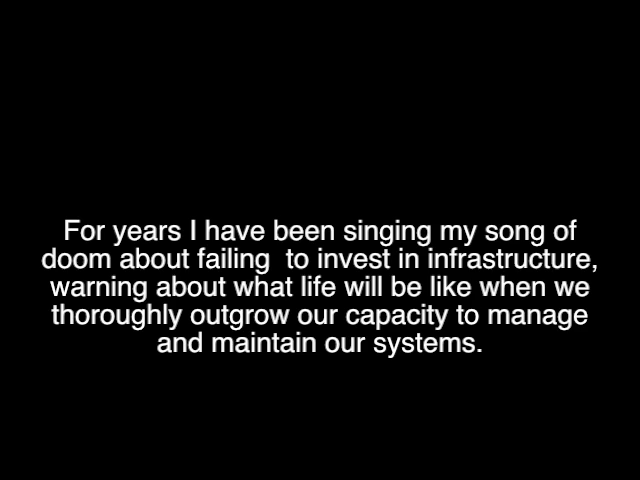 For years I have been singing my song of
doom about failing  to invest in infrastructure,
warning about what life will be like when we
thoroughly outgrow our capacity to manage
and maintain our systems.